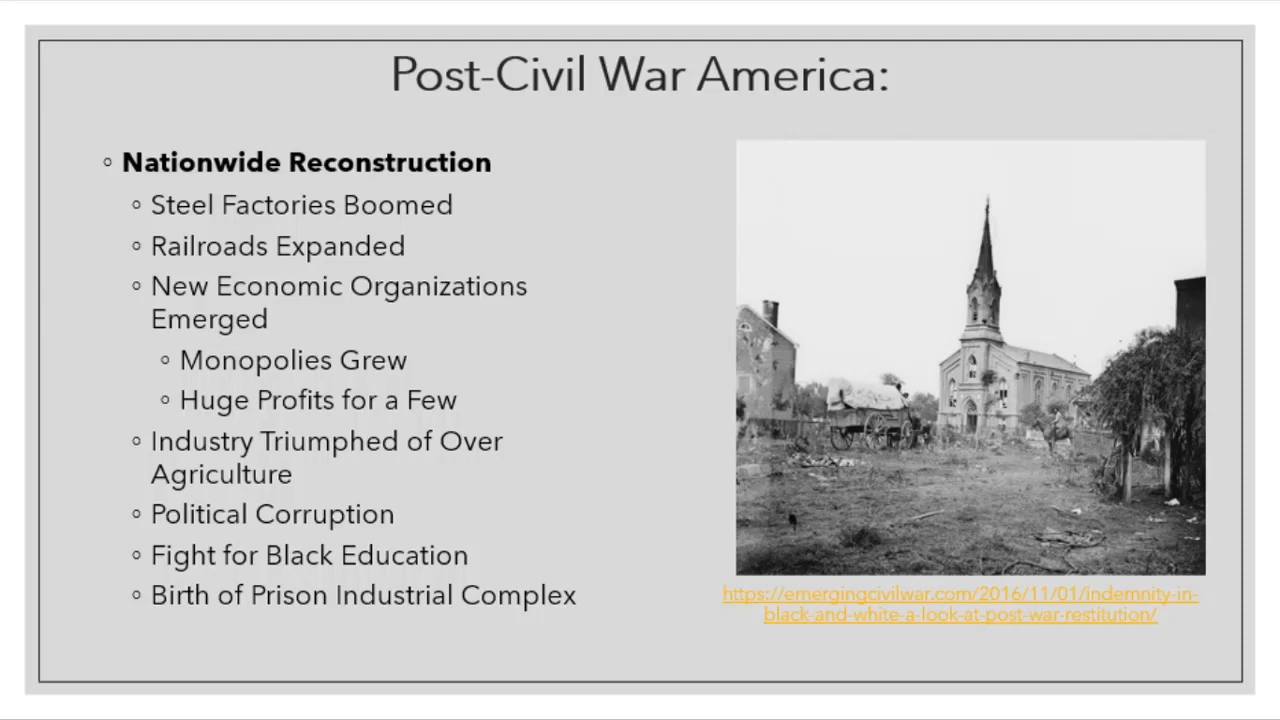 Post-Civil War America:
◦ Nationwide Reconstruction
◦ Steel Factories Boomed
◦ Railroads Expanded
◦ New Economic Organizations
Emerged
◦ Monopolies Grew
◦ Huge Profits for a Few
◦ Industry Triumphed of Over
Agriculture
◦ Political Corruption
◦ Fight for Black Education
◦ Birth of Prison Industrial Complex
https://emergingcivilwar.com/2016/11/01/indemnity-in-
black-and-white-a-look-at-post-war-restitution/